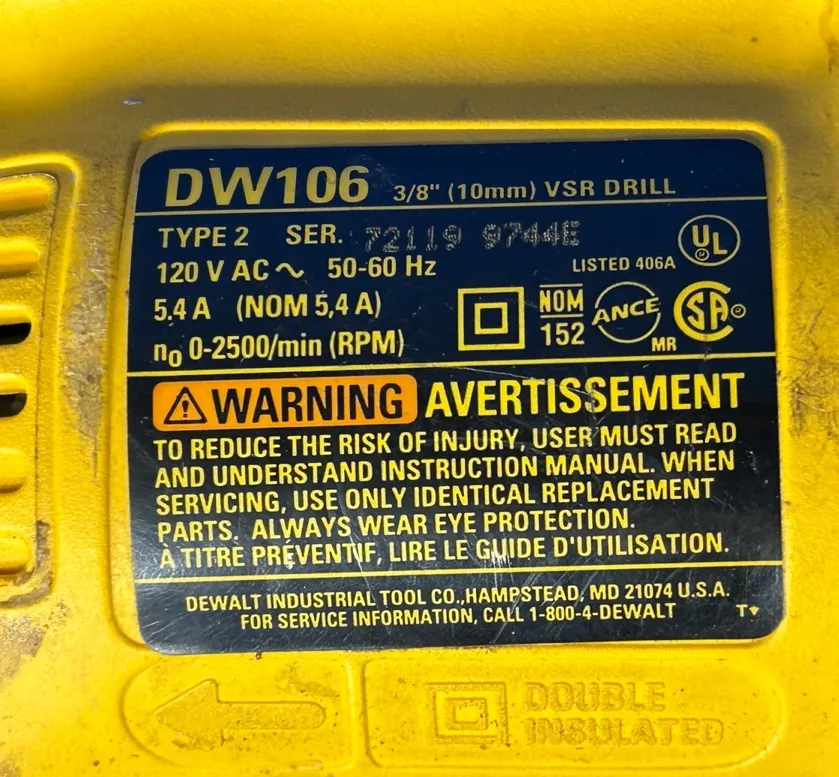 DW106 3/8" (10mm) VSR DRILL
TYPE 2 SER. 72119 9744E
UL
®
120 V AC ~ 50-60 Hz
LISTED 406A
5.4 A (NOM 5,4 A)
NOM
152
ANCE
MR
SA®
n₀ 0-2500/min (RPM)
⚠WARNING AVERTISSEMENT
TO REDUCE THE RISK OF INJURY, USER MUST READ
AND UNDERSTAND INSTRUCTION MANUAL. WHEN
SERVICING, USE ONLY IDENTICAL REPLACEMENT
PARTS. ALWAYS WEAR EYE PROTECTION.
À TITRE PRÉVENTIF, LIRE LE GUIDE D'UTILISATION.
DEWALT INDUSTRIAL TOOL CO.,HAMPSTEAD, MD 21074 U.S.A.
FOR SERVICE INFORMATION, CALL 1-800-4-DEWALT T
DOUBLE
INSULATED